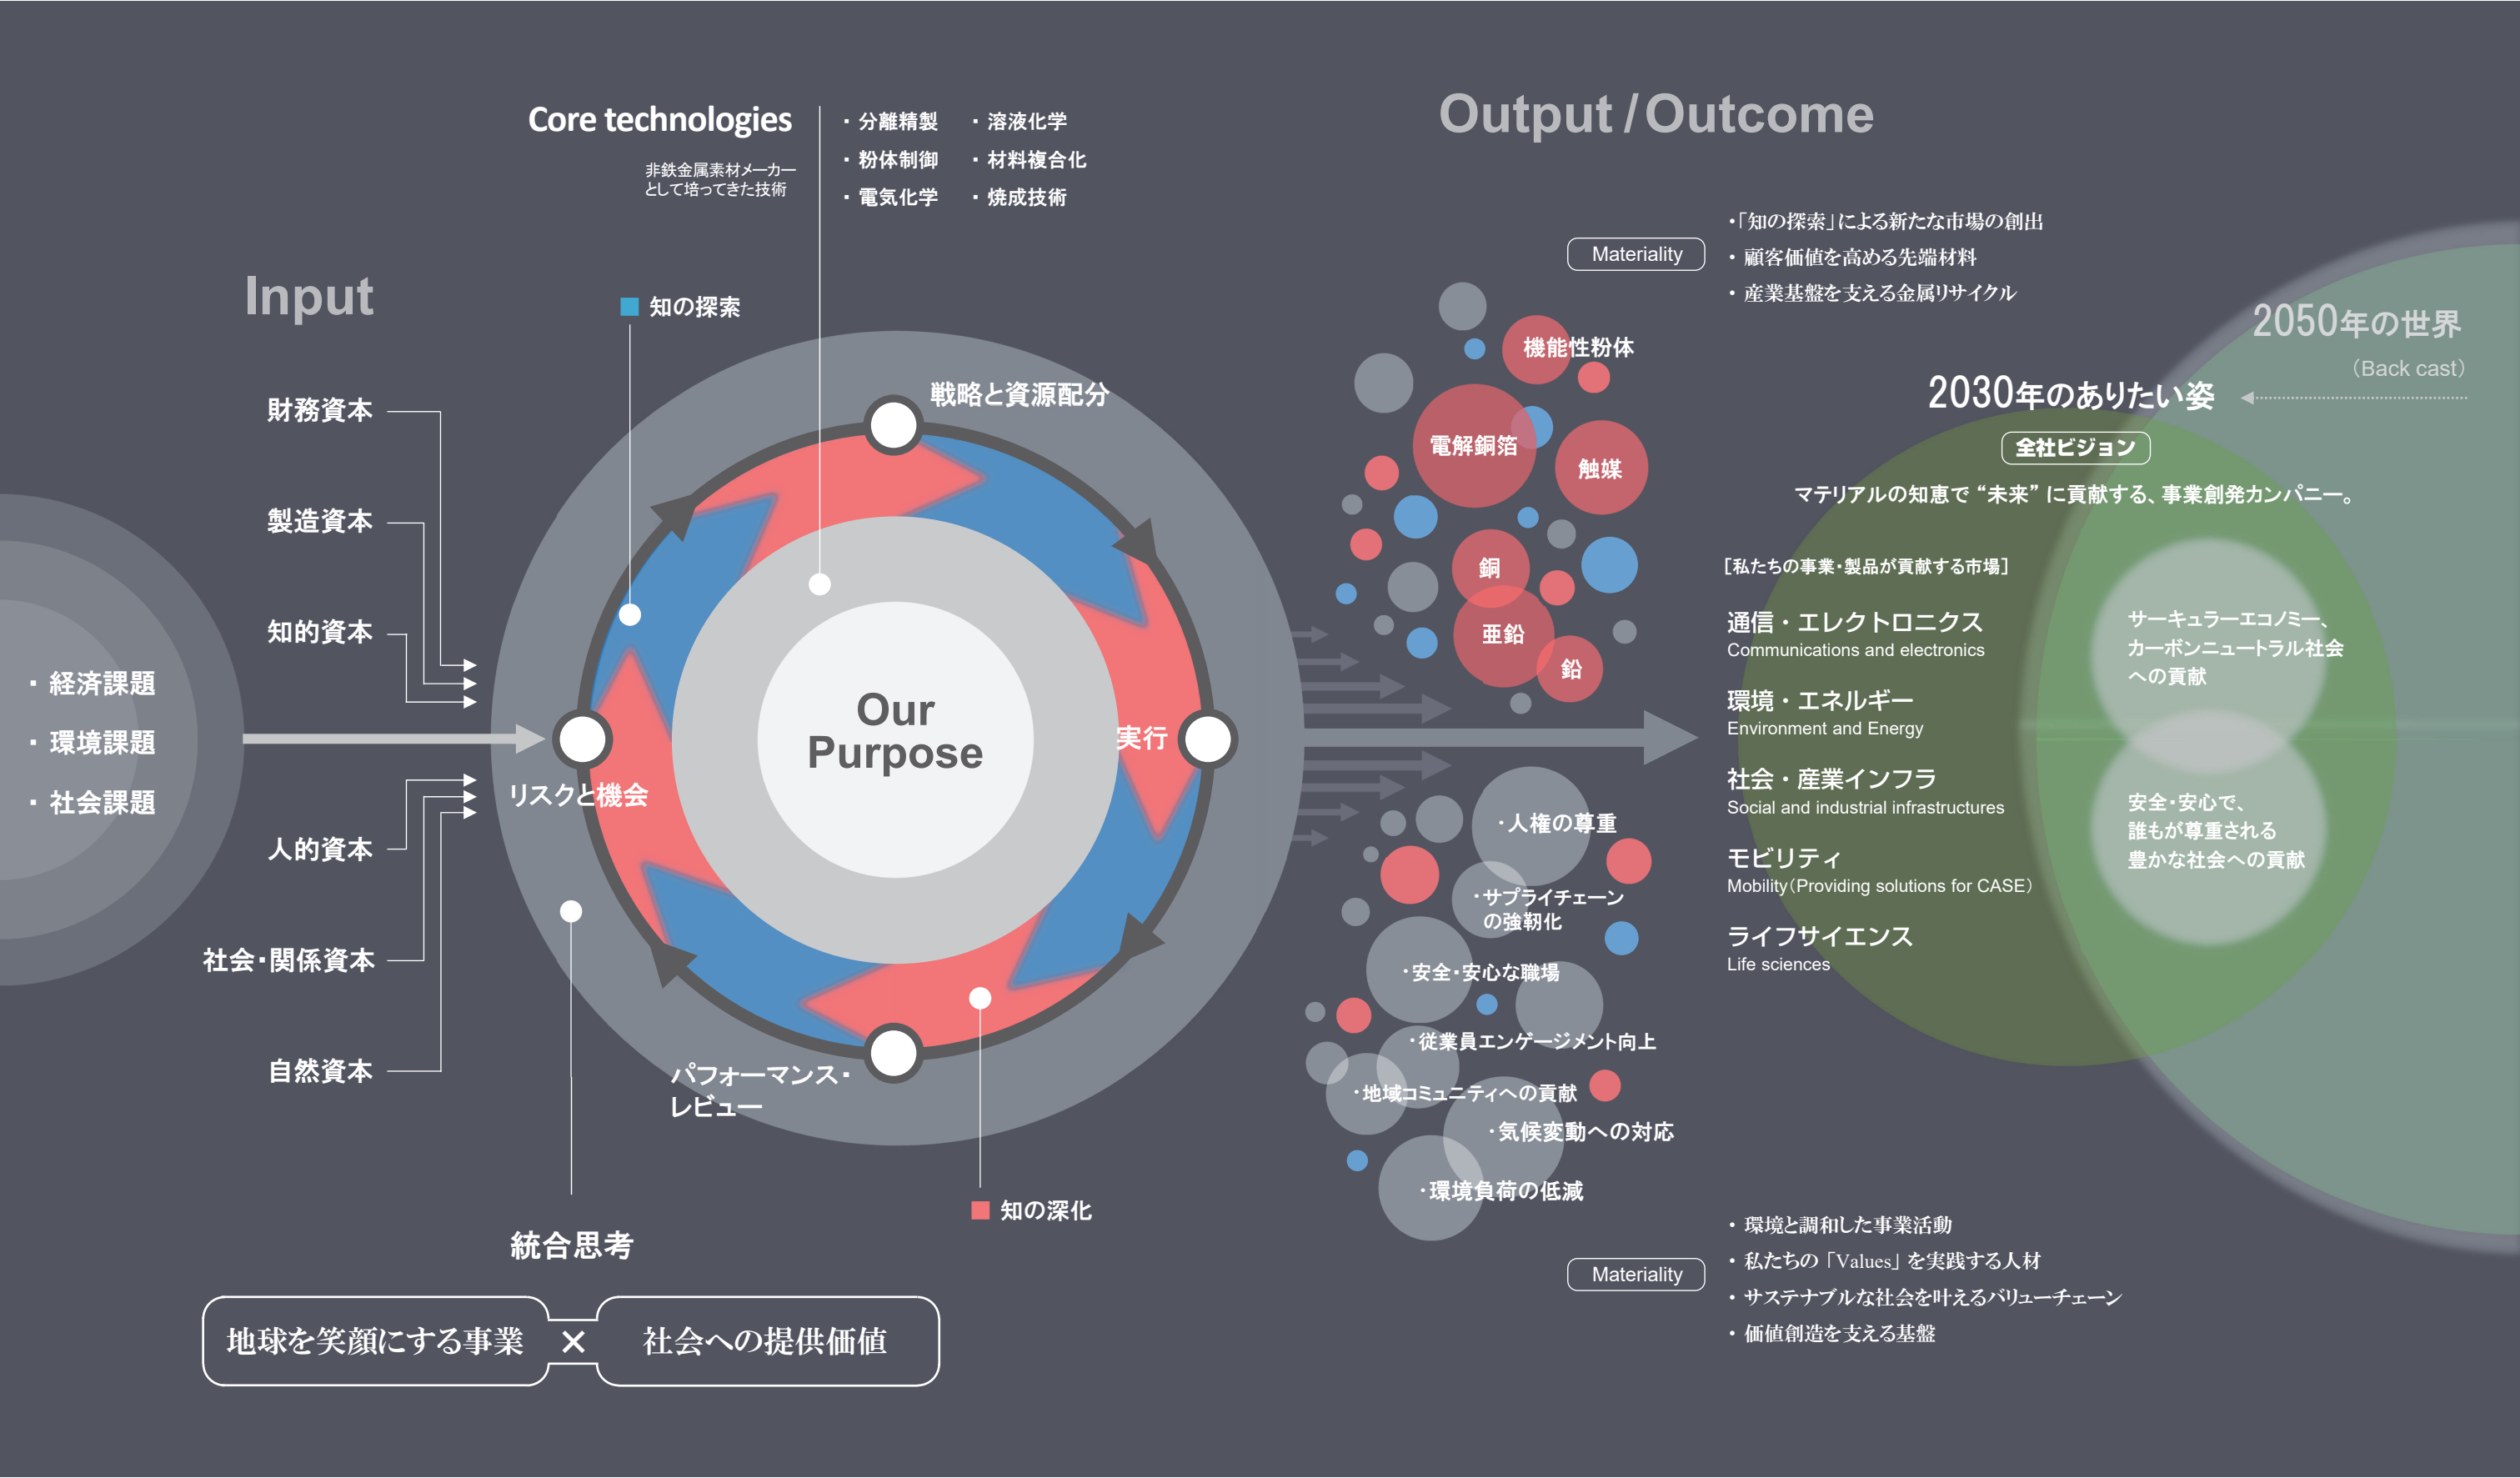 Input
・経済課題
・環境課題
・社会課題
財務資本
製造資本
知的資本
人的資本
社会・関係資本
自然資本
Core technologies
非鉄金属素材メーカー
として培ってきた技術
・分離精製
・溶液化学
・粉体制御
・材料複合化
・電気化学
・焼成技術
知の探索
戦略と資源配分
実行
リスクと機会
パフォーマンス・
レビュー
Our
Purpose
知の深化
統合思考
地球を笑顔にする事業
×
社会への提供価値
Output / Outcome
Materiality
・「知の探索」による新たな市場の創出
・顧客価値を高める先端材料
・産業基盤を支える金属リサイクル
機能性粉体
電解銅箔
触媒
銅
亜鉛
鉛
・人権の尊重
・サプライチェーン
の強靭化
・安全・安心な職場
・従業員エンゲージメント向上
・地域コミュニティへの貢献
・気候変動への対応
・環境負荷の低減
Materiality
・環境と調和した事業活動
・私たちの「Values」を実践する人材
・サステナブルな社会を叶えるバリューチェーン
・価値創造を支える基盤
2050年の世界
（Back cast）
2030年のありたい姿
全社ビジョン
マテリアルの知恵で“未来”に貢献する、事業創発カンパニー。
［私たちの事業・製品が貢献する市場］
通信・エレクトロニクス
Communications and electronics
環境・エネルギー
Environment and Energy
社会・産業インフラ
Social and industrial infrastructures
モビリティ
Mobility（Providing solutions for CASE）
ライフサイエンス
Life sciences
サーキュラーエコノミー、
カーボンニュートラル社会
への貢献
安全・安心で、
誰もが尊重される
豊かな社会への貢献